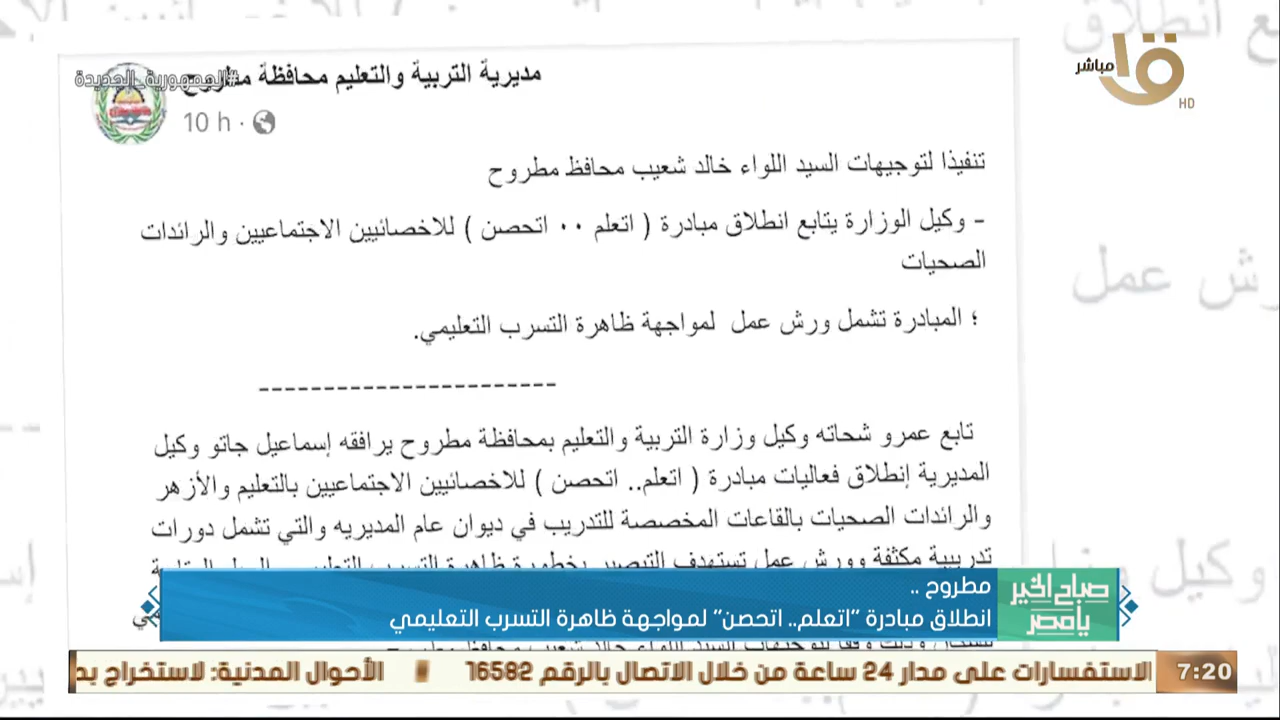 #الجمهورية_الجديدة
مباشر
HD
مديرية التربية والتعليم محافظة مطروح
10 h ·
تنفيذا لتوجيهات السيد اللواء خالد شعيب محافظ مطروح
- وكيل الوزارة يتابع انطلاق مبادرة ( اتعلم ٠٠ اتحصن ) للاخصائيين الاجتماعيين والرائدات
الصحيات
؛ المبادرة تشمل ورش عمل لمواجهة ظاهرة التسرب التعليمي.
-----------------------
تابع عمرو شحاته وكيل وزارة التربية والتعليم بمحافظة مطروح يرافقه إسماعيل جاتو وكيل
المديرية إنطلاق فعاليات مبادرة ( اتعلم.. اتحصن ) للاخصائيين الاجتماعيين بالتعليم والأزهر
والرائدات الصحيات بالقاعات المخصصة للتدريب في ديوان عام المديريه والتي تشمل دورات
تدريبية مكثفة وورش عمل تستهدف التبصير بخطورة ظاهرة التسرب
صباح الخير
يا مصر
مطروح ..
انطلاق مبادرة "اتعلم.. اتحصن" لمواجهة ظاهرة التسرب التعليمي
7:20
الاستفسارات على مدار 24 ساعة من خلال الاتصال بالرقم 16582
الأحوال المدنية: لاستخراج بد